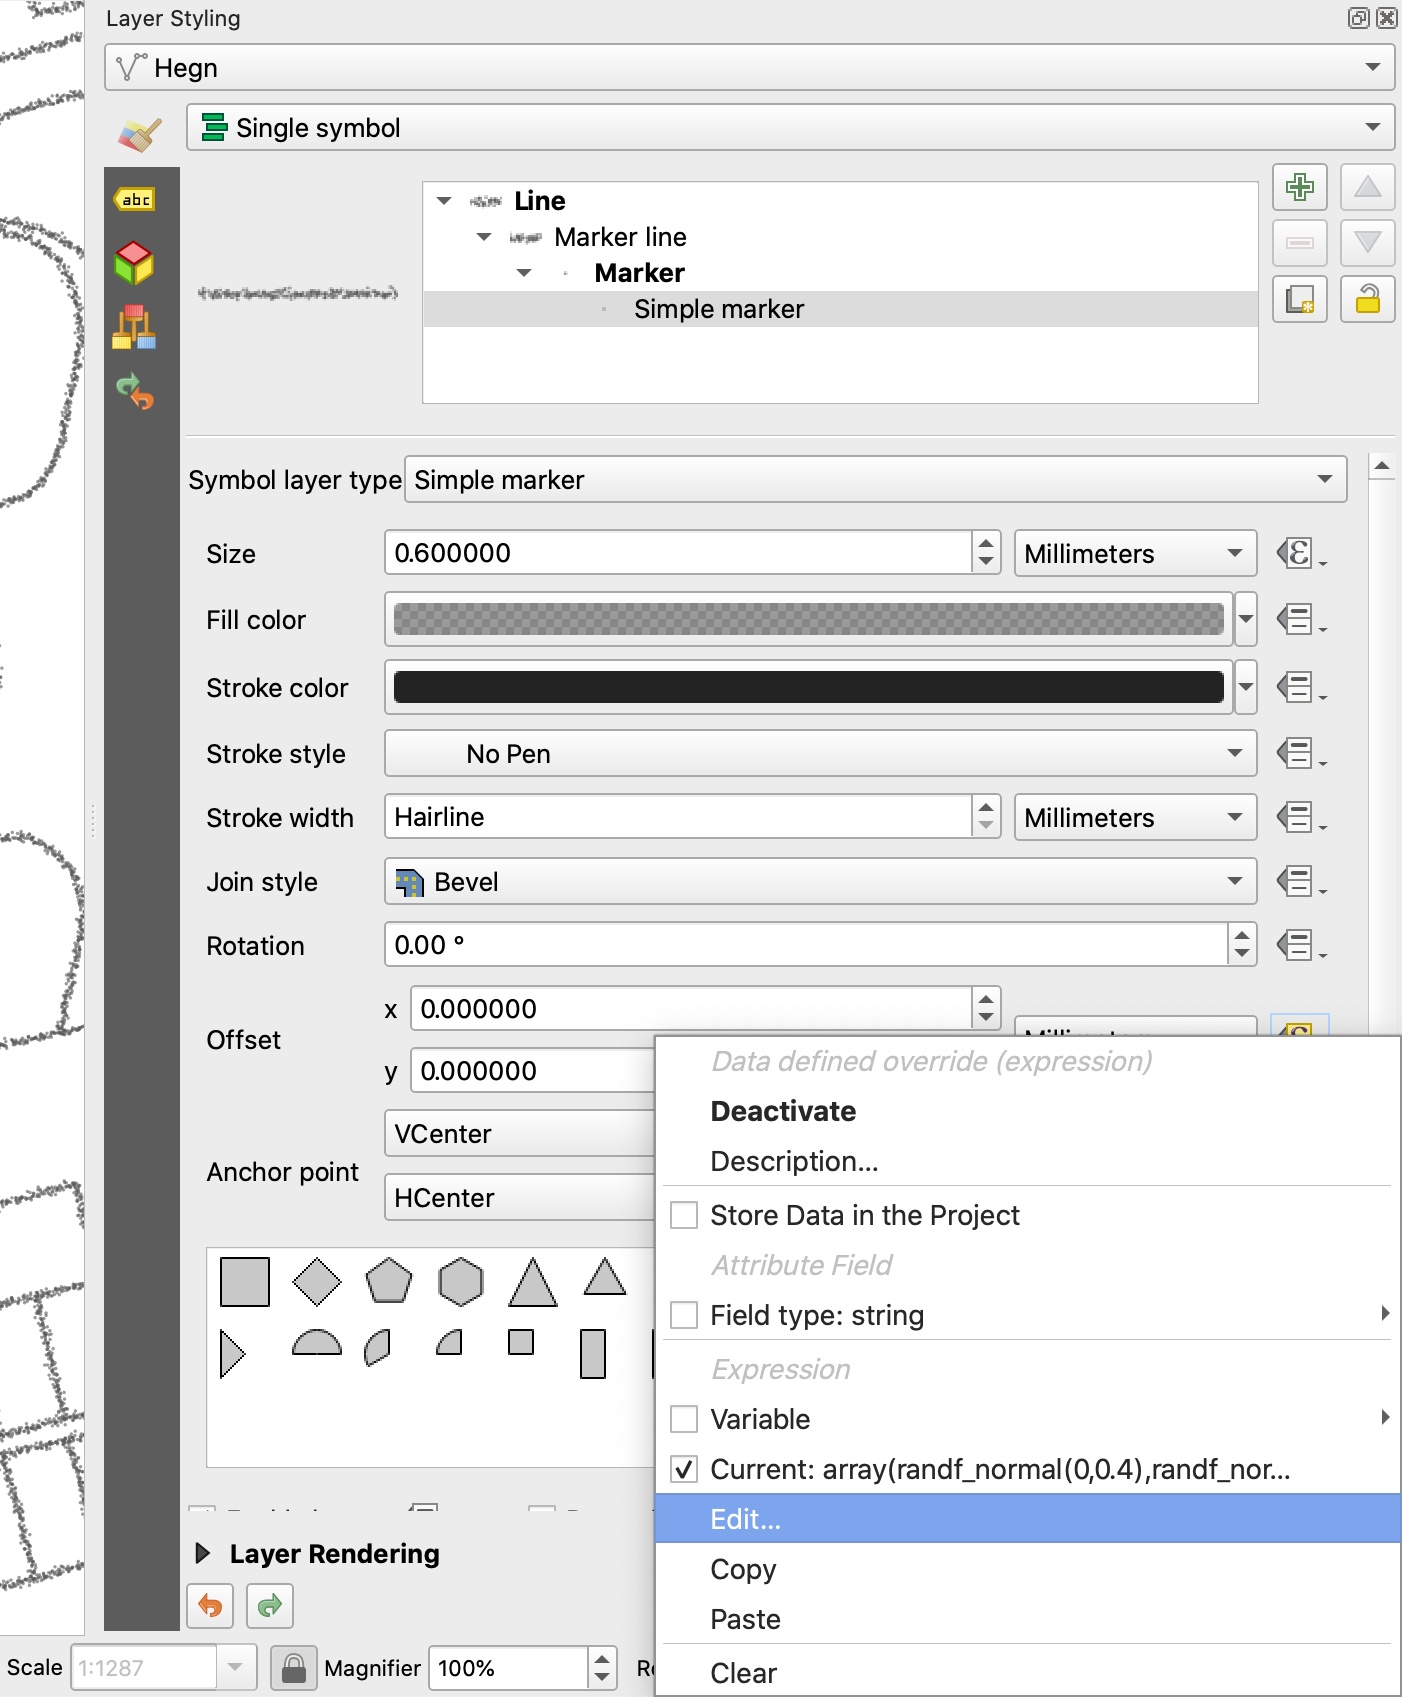 Layer Styling
Hegn
Single symbol
abc
Line
Marker line
Marker
Simple marker
Symbol layer type Simple marker
Size 0.600000 Millimeters
Fill color
Stroke color
Stroke style No Pen
Stroke width Hairline Millimeters
Join style Bevel
Rotation 0.00 °
Offset
x 0.000000
y 0.000000
Anchor point
VCenter
HCenter
Data defined override (expression)
Deactivate
Description...
Store Data in the Project
Attribute Field
Field type: string
Expression
Variable
Current: array(randf_normal(0,0.4),randf_nor...
Edit...
Copy
Paste
Clear
Layer Rendering
Scale 1:1287 Magnifier 100%